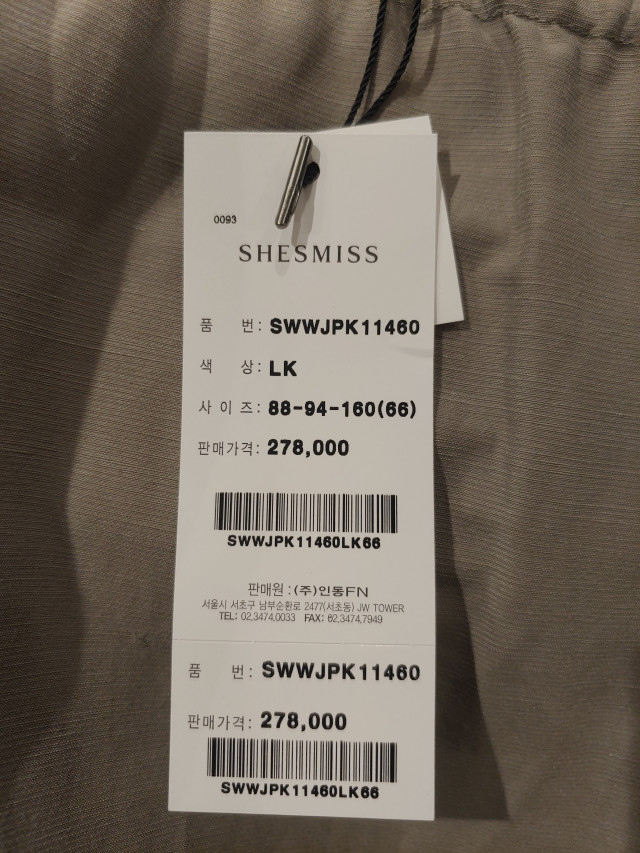 0093
SHESMISS
품 번: SWWJPK11460
색 상: LK
사 이 즈: 88-94-160(66)
판매가격: 278,000
SWWJPK11460LK66
판매원 : (주)인동FN
서울시 서초구 남부순환로 2477(서초동) JW TOWER
TEL: 02.3474.0033 FAX: 02.3474.7949
품 번: SWWJPK11460
판매가격: 278,000
SWWJPK11460LK66